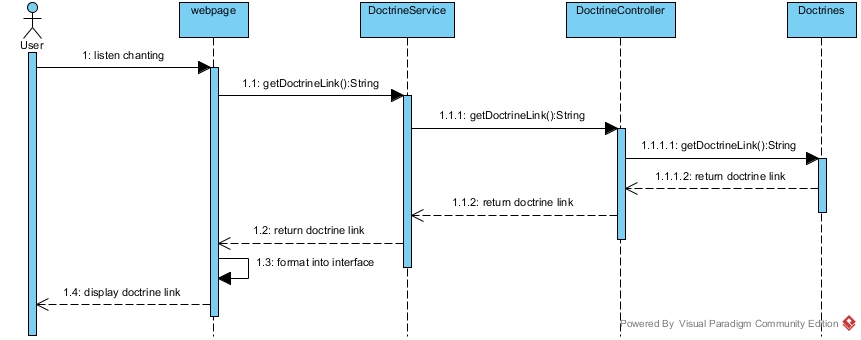 webpage
DoctrineService
DoctrineController
Doctrines
User
1: listen chanting
1.1: getDoctrineLink():String
1.1.1: getDoctrineLink():String
1.1.1.1: getDoctrineLink():String
1.1.1.2: return doctrine link
1.1.2: return doctrine link
1.2: return doctrine link
1.3: format into interface
1.4: display doctrine link
Powered By Visual Paradigm Community Edition